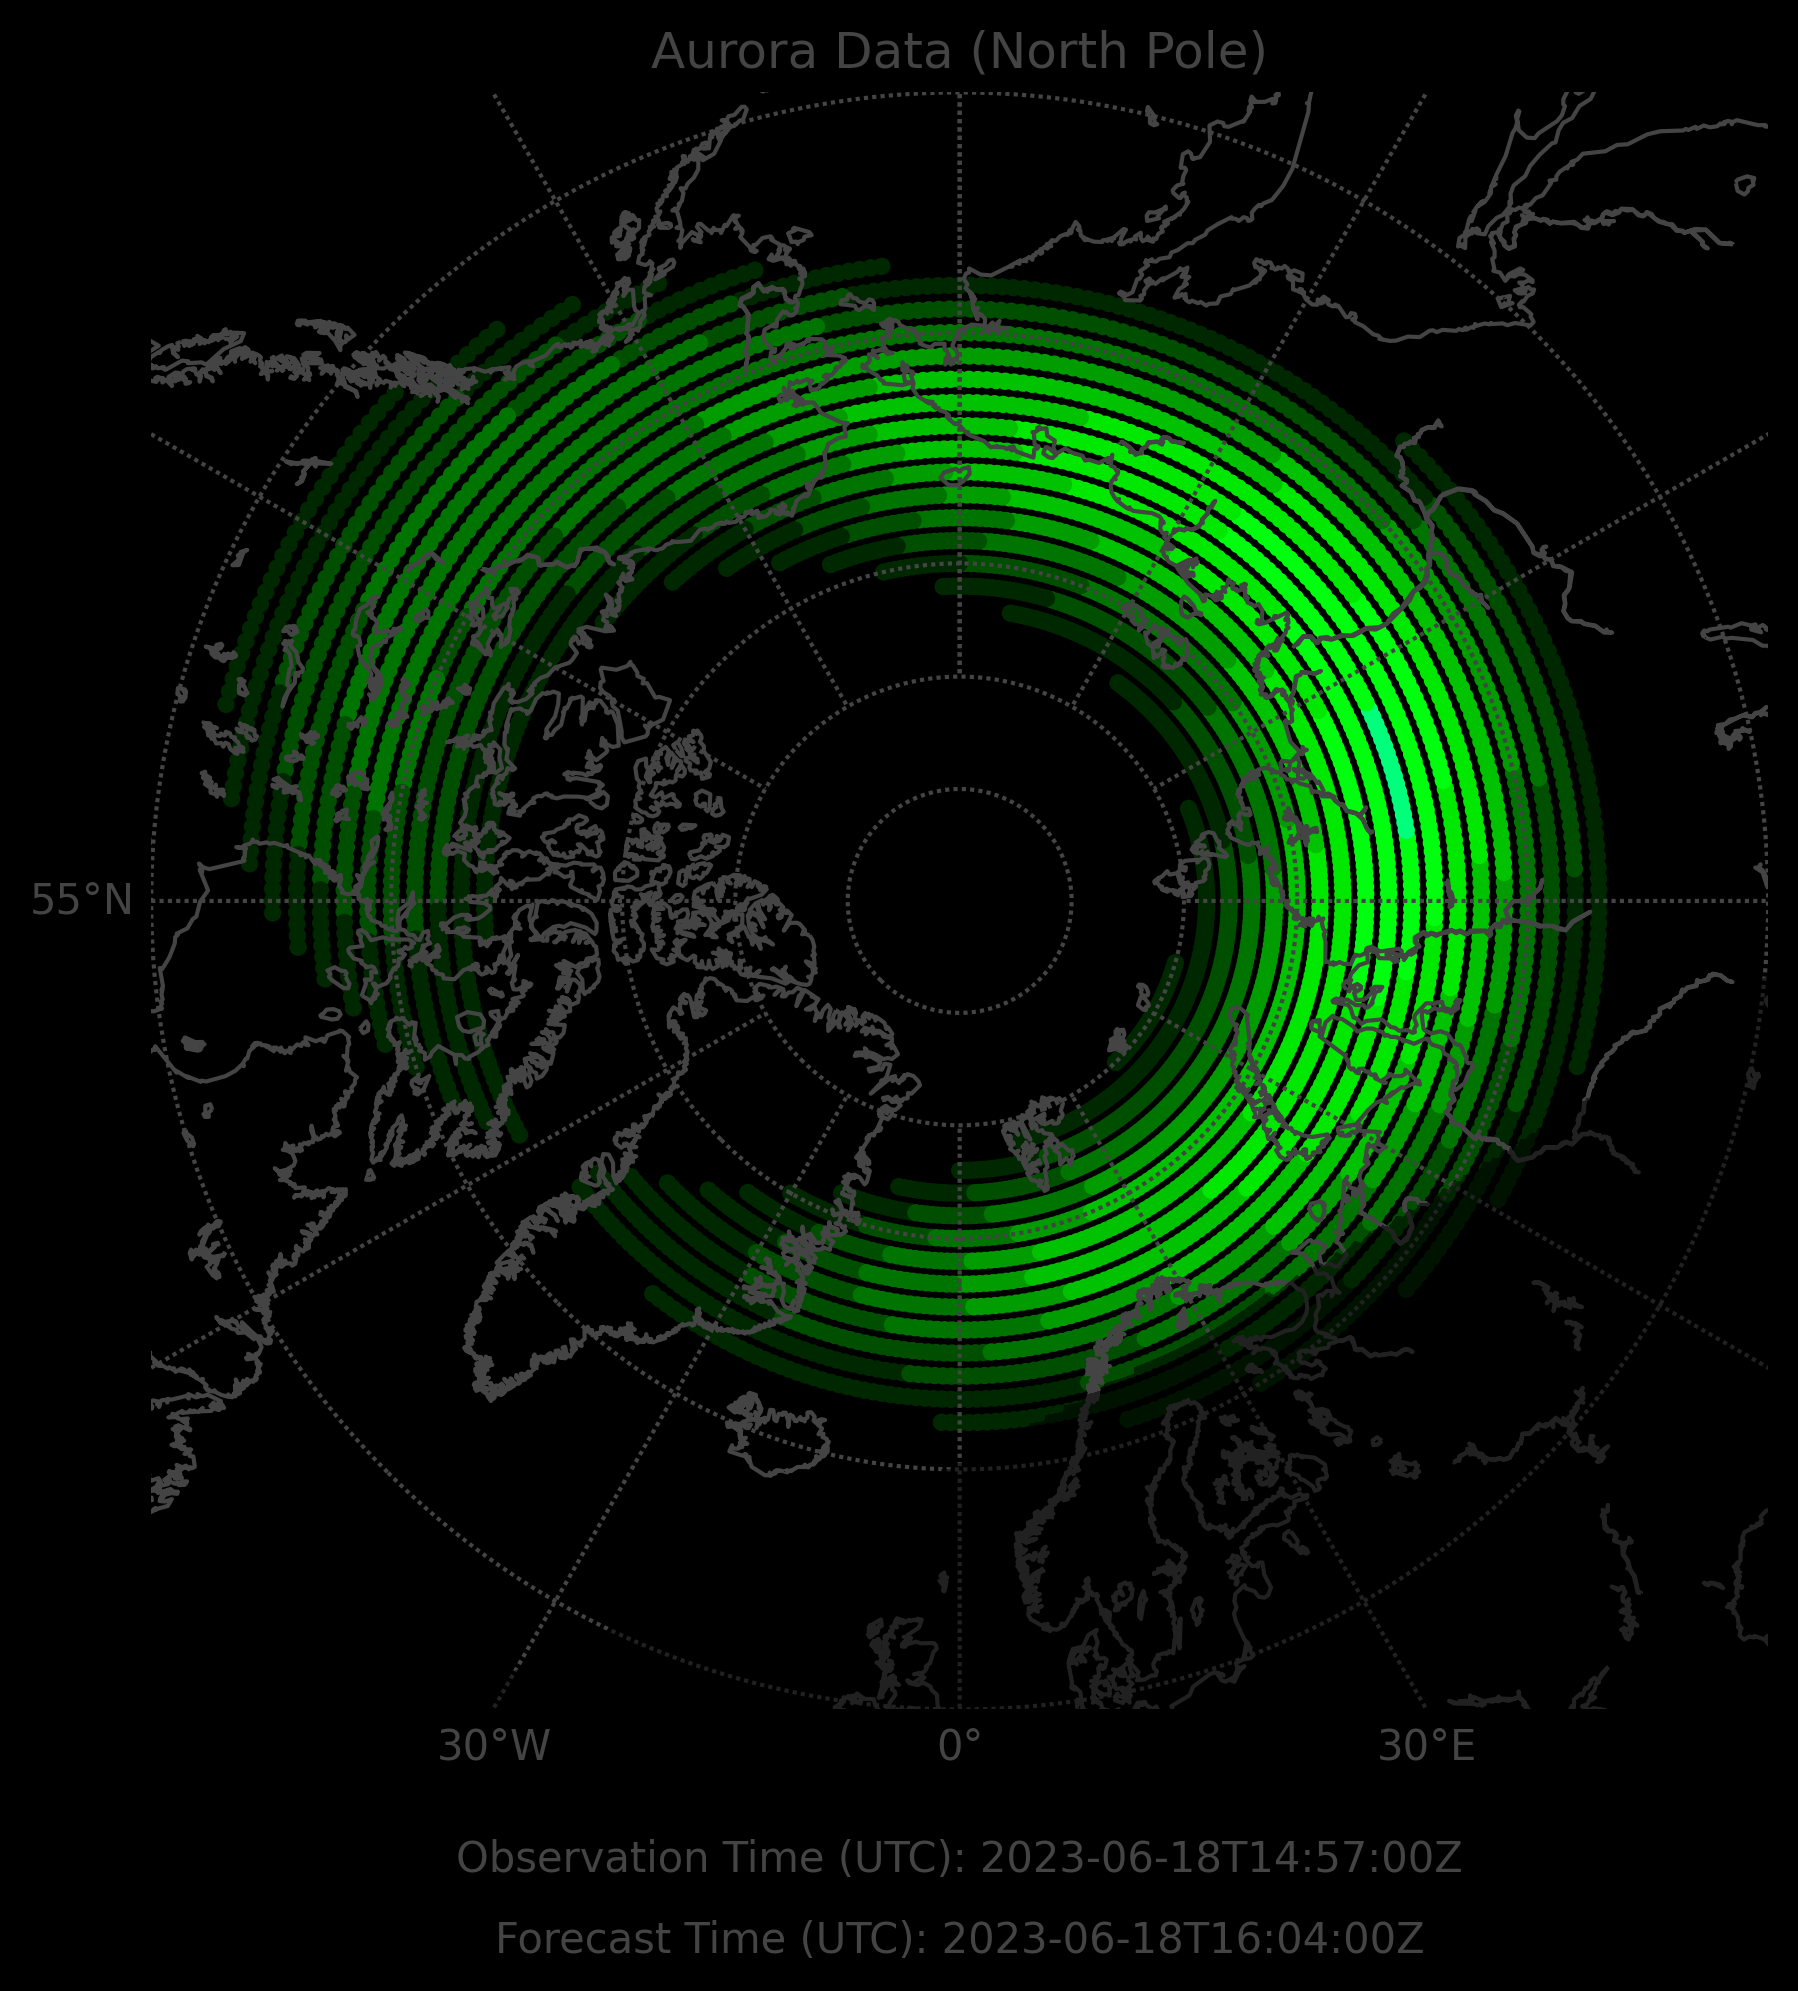 Aurora Data (North Pole)
55°N
30°W
0°
30°E
Observation Time (UTC): 2023-06-18T14:57:00Z
Forecast Time (UTC): 2023-06-18T16:04:00Z